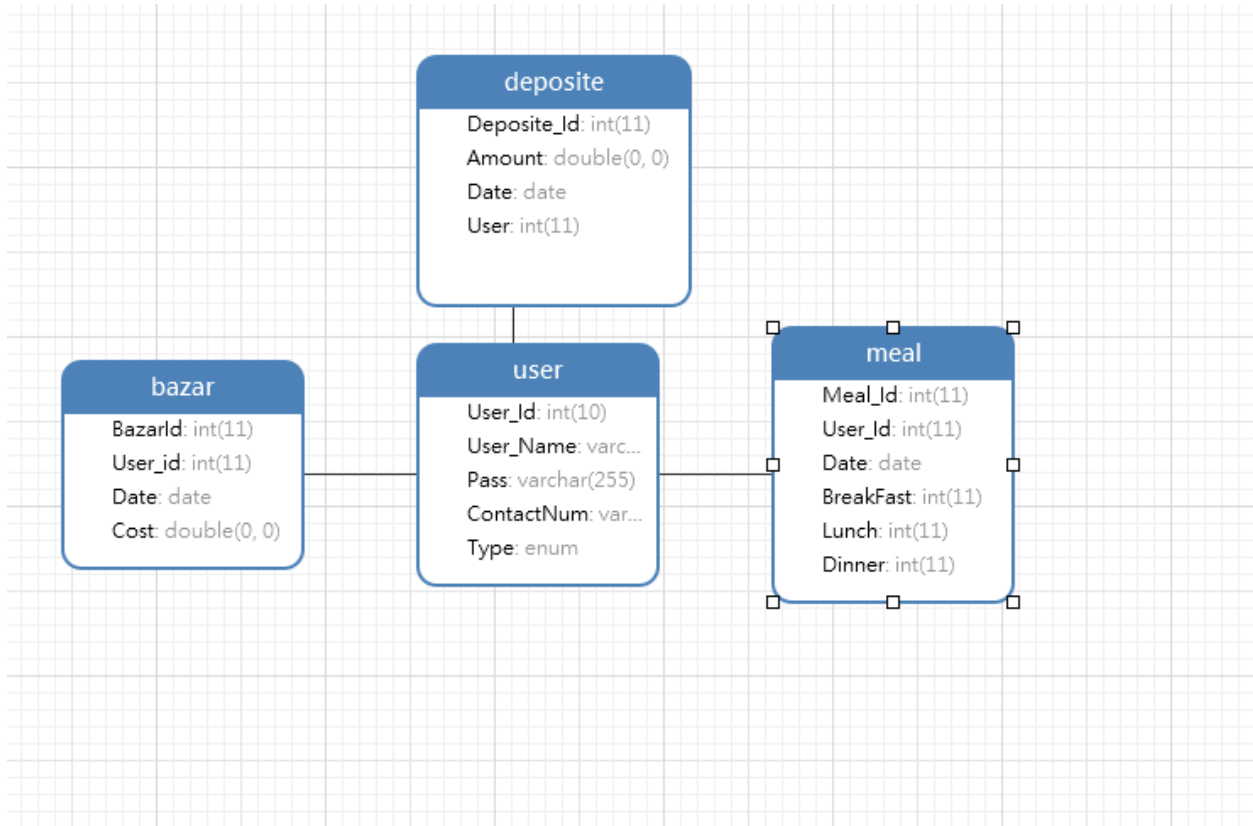 deposite
Deposite_Id: int(11)
Amount: double(0, 0)
Date: date
User: int(11)
bazar
BazarId: int(11)
User_id: int(11)
Date: date
Cost: double(0, 0)
user
User_Id: int(10)
User_Name: varc...
Pass: varchar(255)
ContactNum: var...
Type: enum
meal
Meal_Id: int(11)
User_Id: int(11)
Date: date
BreakFast: int(11)
Lunch: int(11)
Dinner: int(11)